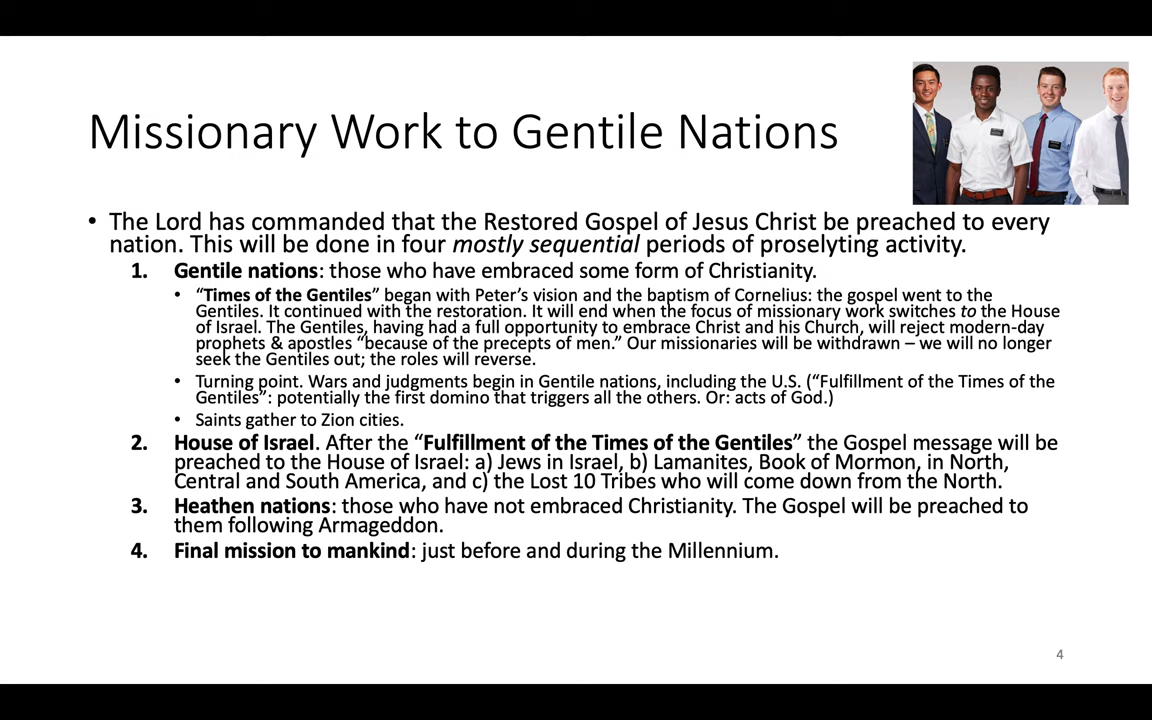 Missionary Work to Gentile Nations
• The Lord has commanded that the Restored Gospel of Jesus Christ be preached to every
nation. This will be done in four mostly sequential periods of proselyting activity.
1. Gentile nations: those who have embraced some form of Christianity.
• “Times of the Gentiles” began with Peter’s vision and the baptism of Cornelius: the gospel went to the
Gentiles. It continued with the restoration. It will end when the focus of missionary work switches to the House
of Israel. The Gentiles, having had a full opportunity to embrace Christ and his Church, will reject modern-day
prophets & apostles “because of the precepts of men.” Our missionaries will be withdrawn – we will no longer
seek the Gentiles out; the roles will reverse.
• Turning point. Wars and judgments begin in Gentile nations, including the U.S. (“Fulfillment of the Times of the
Gentiles”: potentially the first domino that triggers all the others. Or: acts of God.)
• Saints gather to Zion cities.
2. House of Israel. After the “Fulfillment of the Times of the Gentiles” the Gospel message will be
preached to the House of Israel: a) Jews in Israel, b) Lamanites, Book of Mormon, in North,
Central and South America, and c) the Lost 10 Tribes who will come down from the North.
3. Heathen nations: those who have not embraced Christianity. The Gospel will be preached to
them following Armageddon.
4. Final mission to mankind: just before and during the Millennium.
4